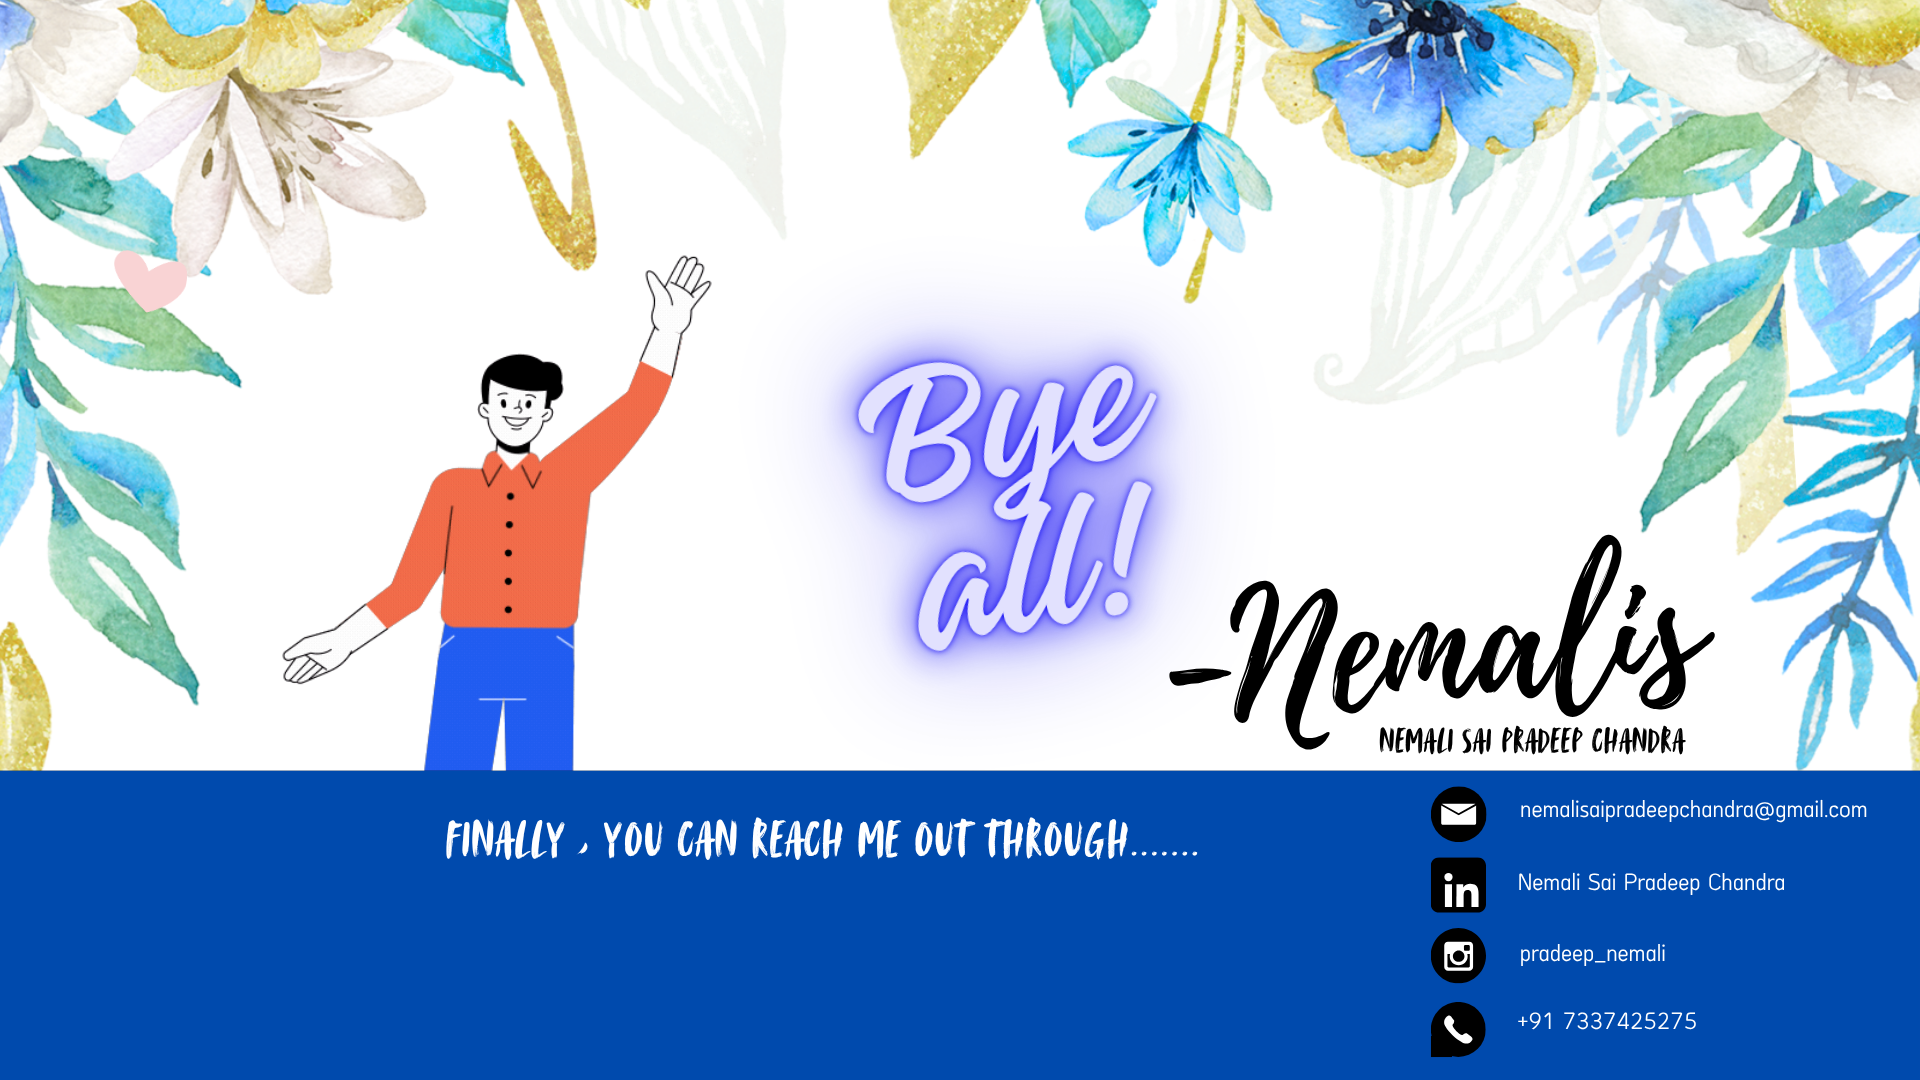 Bye
all!
-Nemalis
NEMALI SAI PRADEEP CHANDRA
FINALLY , YOU CAN REACH ME OUT THROUGH.......
nemalisaipradeepchandra@gmail.com
in
Nemali Sai Pradeep Chandra
pradeep_nemali
+91 7337425275